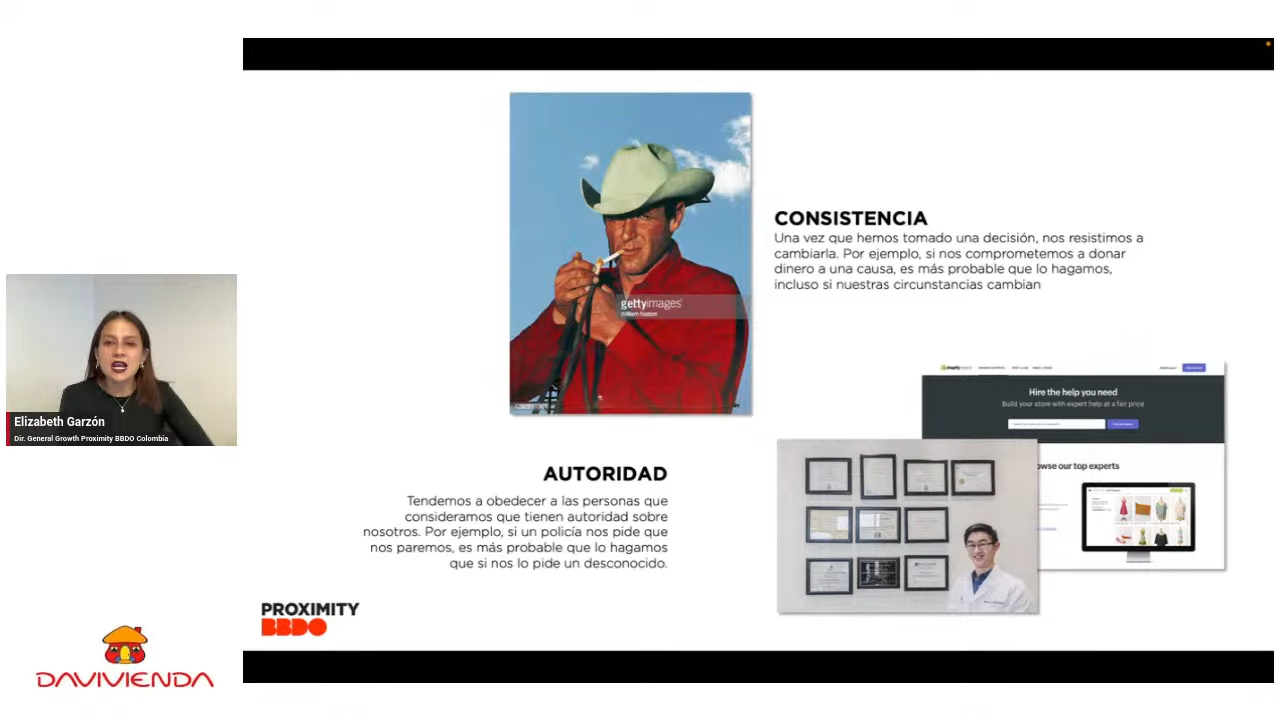 CONSISTENCIA
Una vez que hemos tomado una decisión, nos resistimos a
cambiarla. Por ejemplo, si nos comprometemos a donar
dinero a una causa, es más probable que lo hagamos,
incluso si nuestras circunstancias cambian
gettyimages
William Nation
Hire the help you need
Build your store with expert help at a fair price
owse our top experts
AUTORIDAD
Tendemos a obedecer a las personas que
consideramos que tienen autoridad sobre
nosotros. Por ejemplo, si un policía nos pide que
nos paremos, es más probable que lo hagamos
que si nos lo pide un desconocido.
Elizabeth Garzón
Dir. General Growth Proximity BBDO Colombia
PROXIMITY
BBDO
DAVIVIENDA